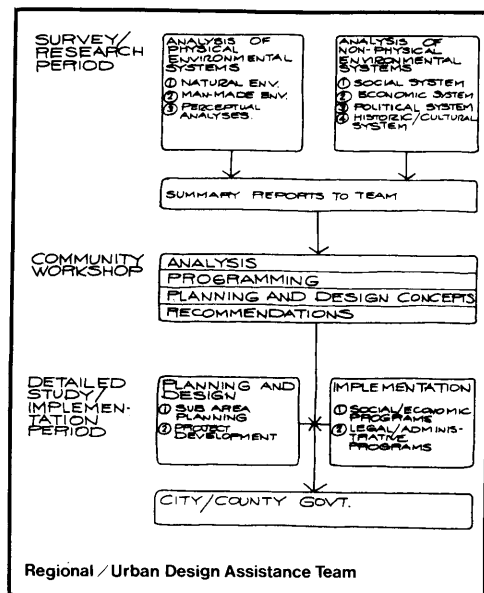 SURVEY/
RESEARCH
PERIOD
ANALYSIS OF
PHYSICAL
ENVIRONMENTAL
SYSTEMS
① NATURAL ENV.
② MAN-MADE ENV.
③ PERCEPTUAL
ANALYSES.
ANALYSIS OF
NON-PHYSICAL
ENVIRONMENTAL
SYSTEMS
① SOCIAL SYSTEM
② ECONOMIC SYSTEM
③ POLITICAL SYSTEM
④ HISTORIC/CULTURAL
SYSTEM
SUMMARY REPORTS TO TEAM
COMMUNITY
WORKSHOP
ANALYSIS
PROGRAMMING
PLANNING AND DESIGN CONCEPTS
RECOMMENDATIONS
DETAILED
STUDY/
IMPLEMEN-
TATION
PERIOD
PLANNING AND
DESIGN
① SUB AREA
PLANNING
② PROJECT
DEVELOPMENT
IMPLEMENTATION
① SOCIAL/ECONOMIC
PROGRAMS
② LEGAL/ADMINIS-
TRATIVE
PROGRAMS
CITY/COUNTY GOVT.
Regional / Urban Design Assistance Team